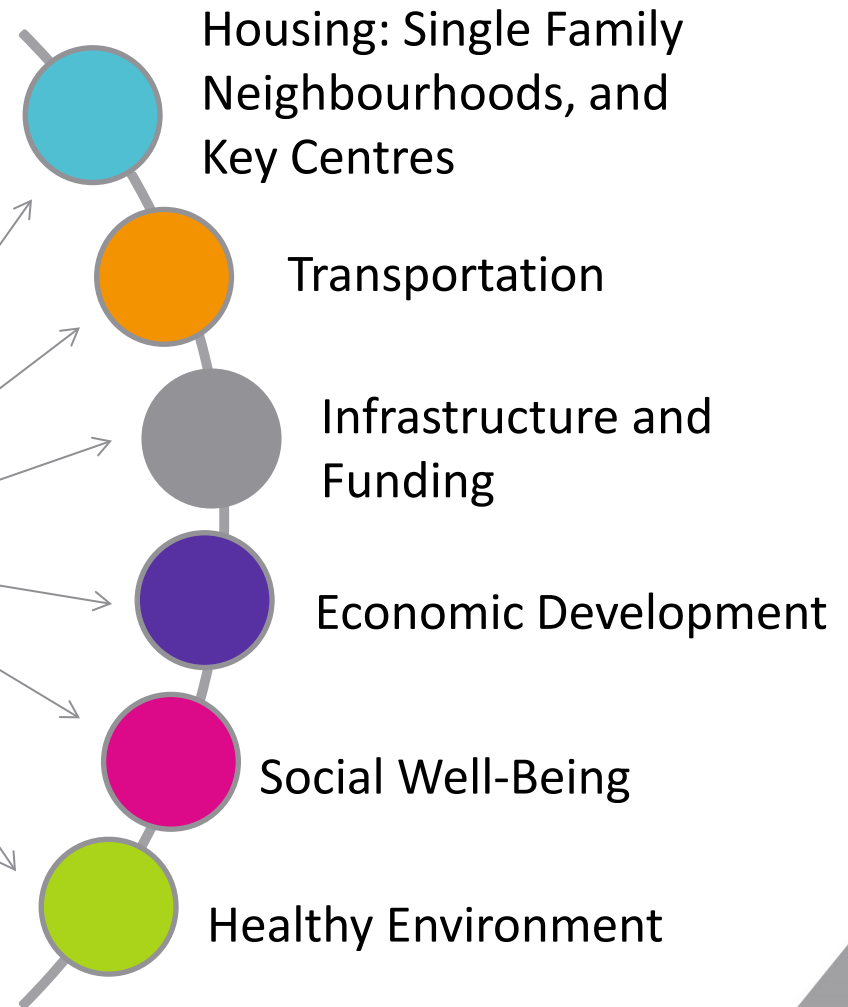 Housing: Single Family
Neighbourhoods, and
Key Centres
Transportation
Infrastructure and
Funding
Economic Development
Social Well-Being
Healthy Environment